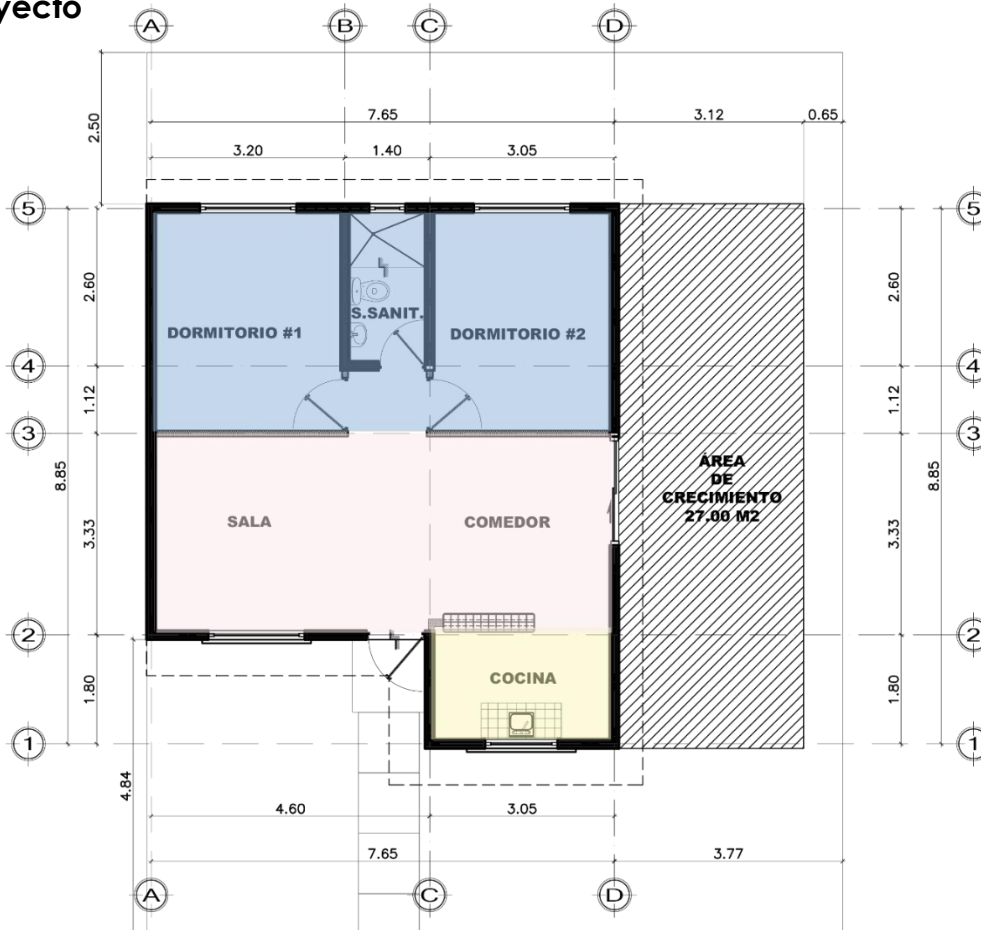 yecto
A B C D
7.65 3.12 0.65
2.50
3.20 1.40 3.05
5 5
2.60 2.60
S.SANIT.
DORMITORIO #1 DORMITORIO #2
4 4
1.12 1.12
3 3
8.85 8.85
ÁREA
DE
CRECIMIENTO
27.00 M2
SALA COMEDOR
3.33 3.33
2 2
COCINA
1.80 1.80
1 1
4.84
4.60 3.05
7.65 3.77
A C D